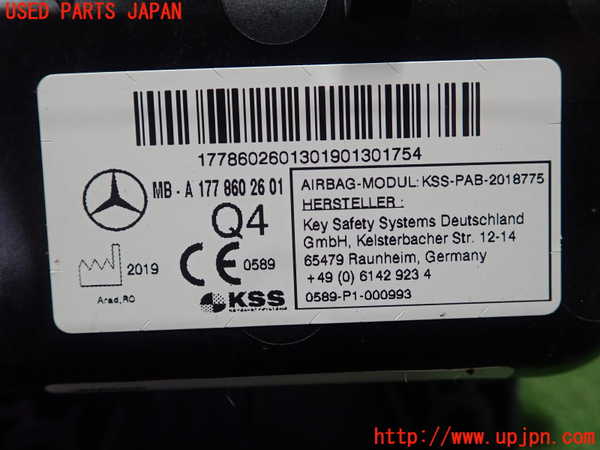 USED PARTS JAPAN
1778602601301901301754
MB - A 177 860 26 01
Q4
CE 0589
2019
Arad,RO
KSS
AIRBAG-MODUL: KSS-PAB-2018775
HERSTELLER :
Key Safety Systems Deutschland
GmbH, Kelsterbacher Str. 12-14
65479 Raunheim, Germany
+49 (0) 6142 923 4
0589-P1-000993
http://www.upjpn.com/